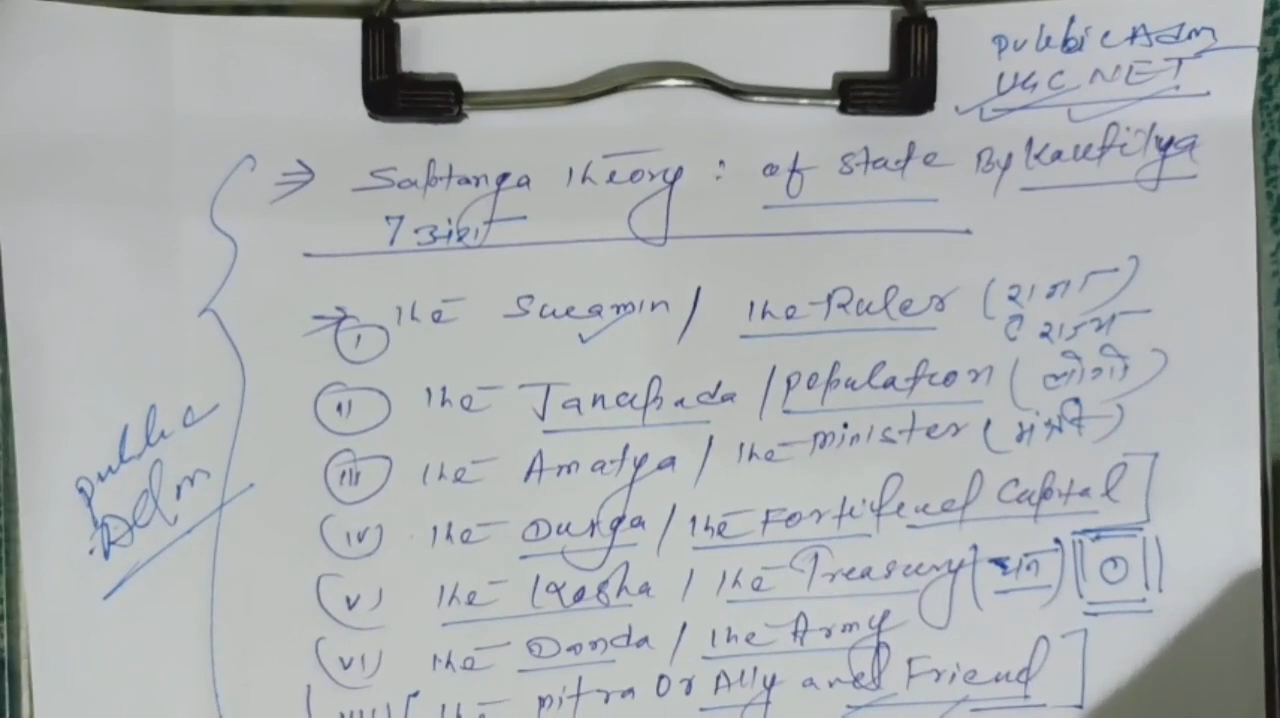 public Adm
UGC NET
⇒ Saptanga Theory : of State By Kautilya
7 अंग
→ (i) The Swamin / The Ruler (राजा
राज्य)
(ii) The Janapada / population (लोगो)
(iii) The Amatya / The Minister (मंत्री)
(iv) The Durga / The Fortified Capital]
(v) The Kosha / The Treasury (धन)
(vi) The Danda / The Army
[(vii) The mitra Or Ally and Friend]
public
Adm